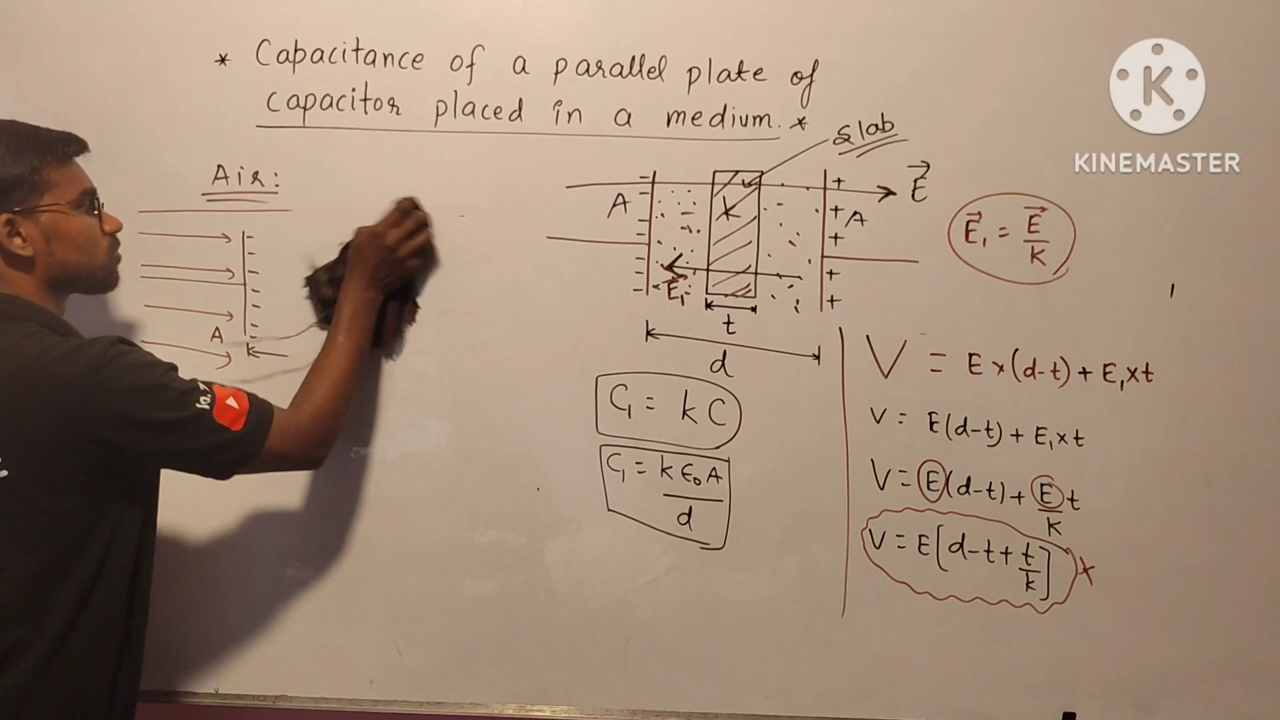 * Capacitance of a parallel plate of
capacitor placed in a medium. *
K
KINEMASTER
Air:
A
slab
A
K
A
E
E₁
t
d
E₁ = E/K
C₁ = kC
C₁ = kε₀A/d
V = E×(d-t) + E₁×t
V = E(d-t) + E₁×t
V = E(d-t) + E/K t
V = E[d-t+t/k]